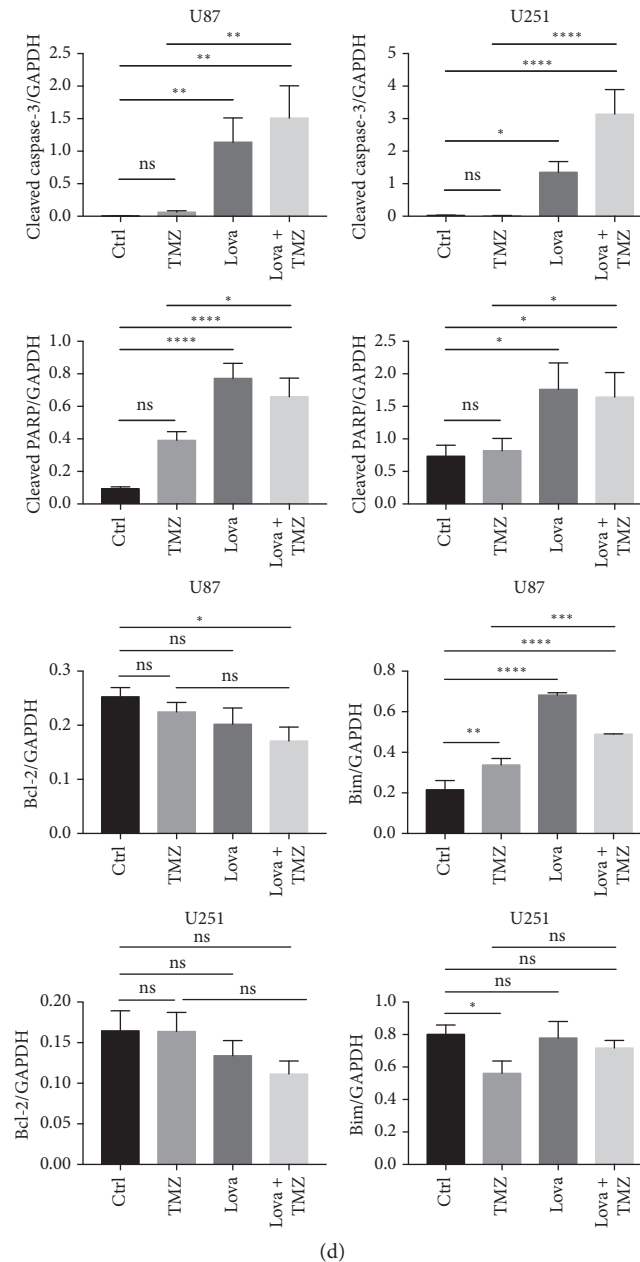 U87
Cleaved caspase-3/GAPDH
2.0
1.5
1.0
0.5
0.0
**
**
**
ns
Ctrl
TMZ
Lova
Lova +
TMZ
U251
Cleaved caspase-3/GAPDH
5
4
3
2
1
0
****
****
*
ns
Ctrl
TMZ
Lova
Lova +
TMZ
Cleaved PARP/GAPDH
1.0
0.8
0.6
0.4
0.2
0.0
*
****
****
ns
Ctrl
TMZ
Lova
Lova +
TMZ
Cleaved PARP/GAPDH
2.5
2.0
1.5
1.0
0.5
0.0
*
*
*
ns
Ctrl
TMZ
Lova
Lova +
TMZ
U87
Bcl-2/GAPDH
0.3
0.2
0.1
0.0
*
ns
ns
ns
Ctrl
TMZ
Lova
Lova +
TMZ
U87
Bim/GAPDH
0.8
0.6
0.4
0.2
0.0
***
****
****
**
Ctrl
TMZ
Lova
Lova +
TMZ
U251
Bcl-2/GAPDH
0.20
0.15
0.10
0.05
0.00
ns
ns
ns
ns
Ctrl
TMZ
Lova
Lova +
TMZ
U251
Bim/GAPDH
1.0
0.8
0.6
0.4
0.2
0.0
ns
ns
ns
*
Ctrl
TMZ
Lova
Lova +
TMZ
(d)